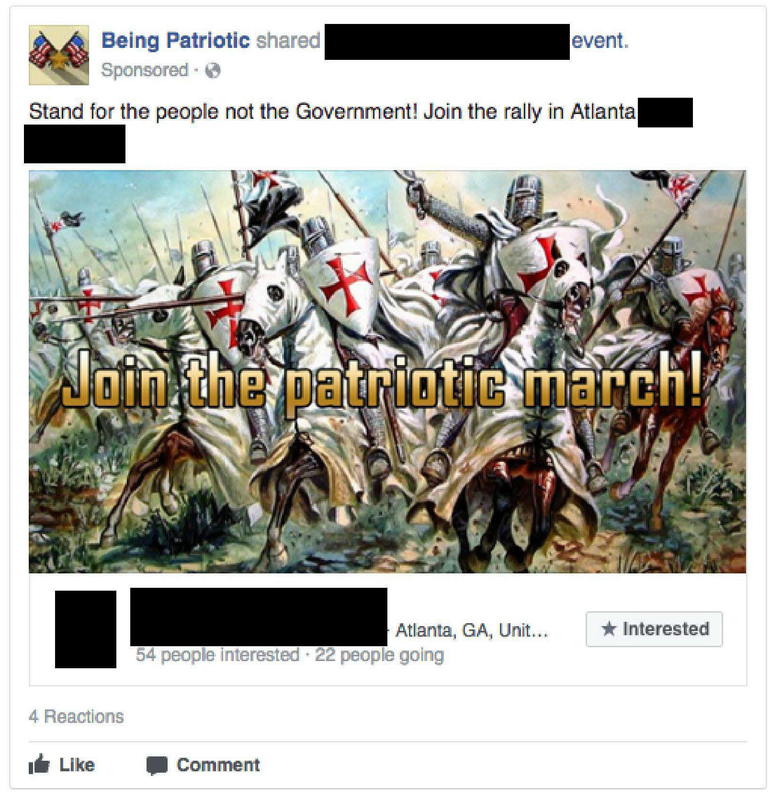 Being Patriotic shared event.
Sponsored ·
Stand for the people not the Government! Join the rally in Atlanta
Join the patriotic march!
- Atlanta, GA, Unit...
54 people interested · 22 people going
★ Interested
4 Reactions
Like Comment